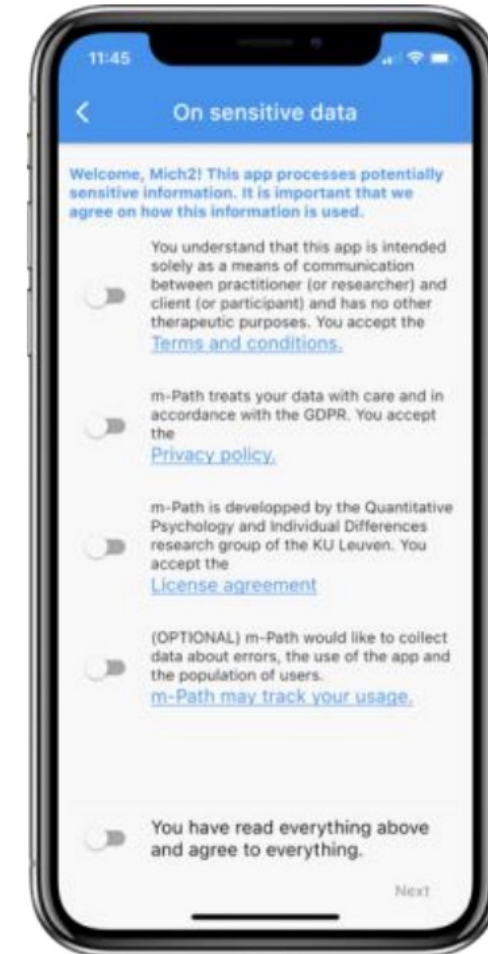 11:45
On sensitive data
Welcome, Mich2! This app processes potentially
sensitive information. It is important that we
agree on how this information is used.
You understand that this app is intended
solely as a means of communication
between practitioner (or researcher) and
client (or participant) and has no other
therapeutic purposes. You accept the
Terms and conditions.
m-Path treats your data with care and in
accordance with the GDPR. You accept
the
Privacy policy.
m-Path is developped by the Quantitative
Psychology and Individual Differences
research group of the KU Leuven. You
accept the
License agreement
(OPTIONAL) m-Path would like to collect
data about errors, the use of the app and
the population of users.
m-Path may track your usage.
You have read everything above
and agree to everything.
Next